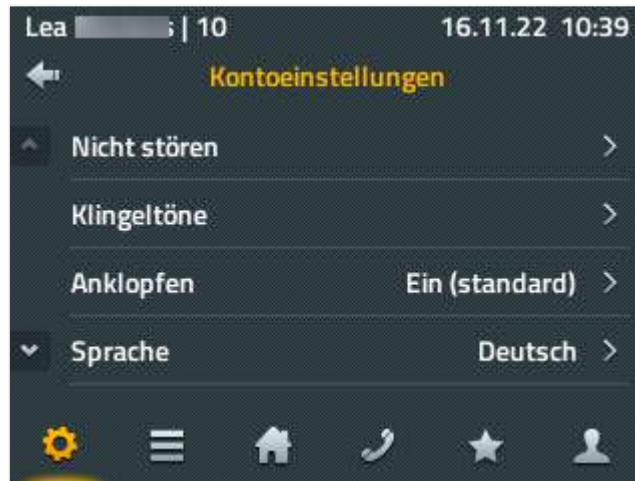 Lea | 10 16.11.22 10:39
Kontoeinstellungen
Nicht stören
Klingeltöne
Anklopfen Ein (standard)
Sprache Deutsch